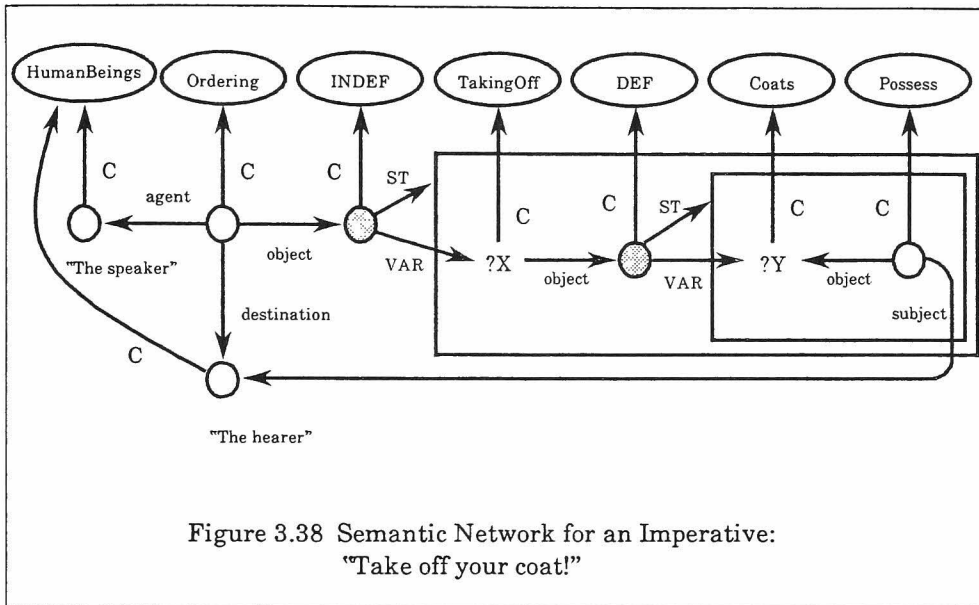 HumanBeings Ordering INDEF TakingOff DEF Coats Possess
C C C ST C C ST C C
agent
object VAR ?X object VAR ?Y object
"The speaker" subject
destination
C
"The hearer"
Figure 3.38 Semantic Network for an Imperative:
"Take off your coat!"